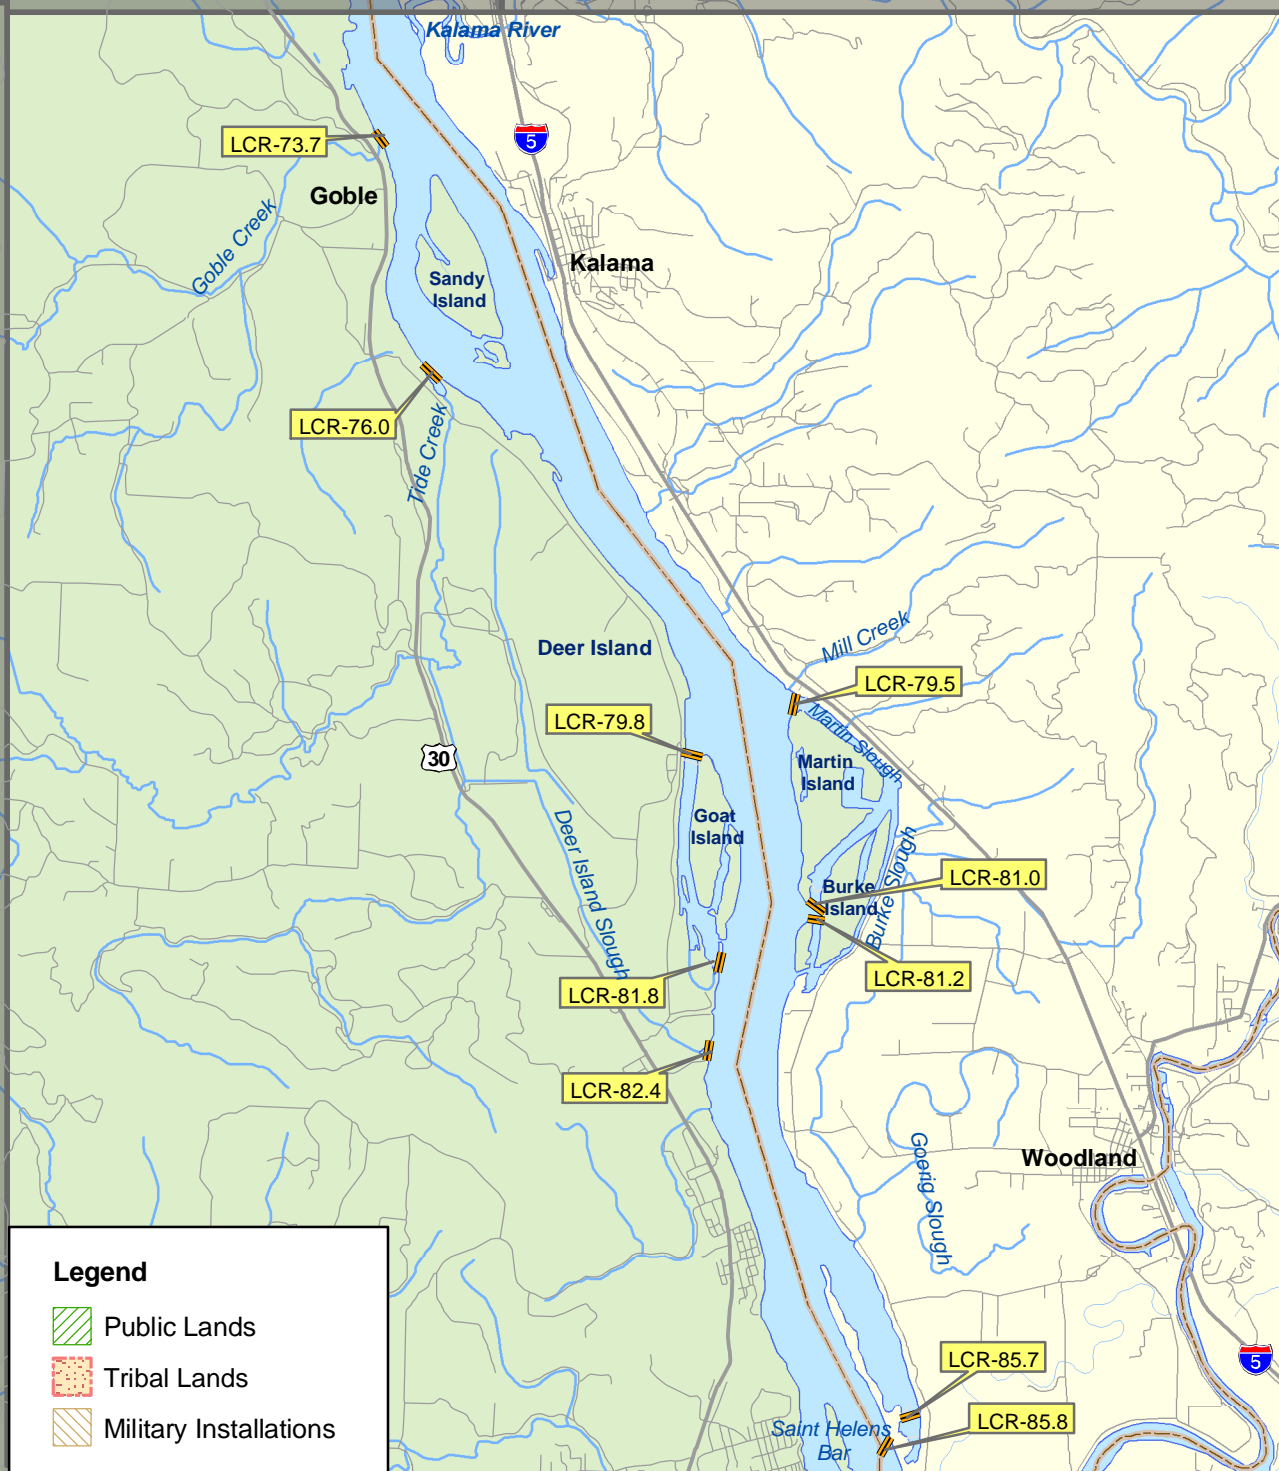 Kalama River
LCR-73.7
5
Goble
Goble Creek
Kalama
Sandy
Island
LCR-76.0
Tide Creek
Deer Island
Mill Creek
LCR-79.5
LCR-79.8
Martin Slough
30
Martin
Island
Goat
Island
Deer Island Slough
Burke Slough
LCR-81.0
Burke
Island
LCR-81.2
LCR-81.8
LCR-82.4
Goerig Slough
Woodland
Legend
Public Lands
Tribal Lands
Military Installations
LCR-85.7
5
LCR-85.8
Saint Helens
Bar